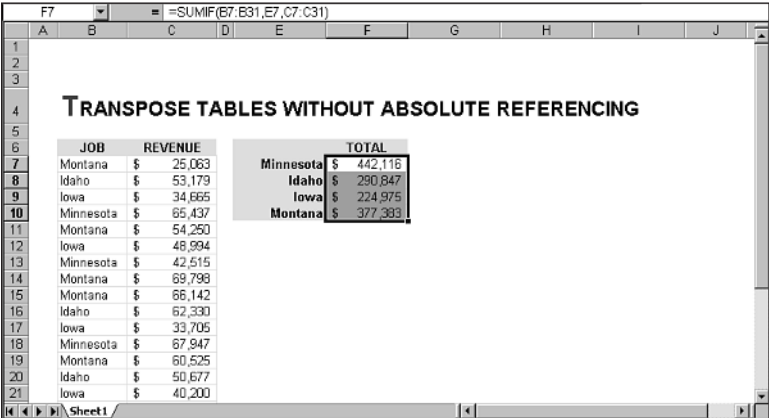 F7 = =SUMIF(B7:B31,E7,C7:C31)
A B C D E F G H I J
1
2
3
4 TRANSPOSE TABLES WITHOUT ABSOLUTE REFERENCING
5
6 JOB REVENUE TOTAL
7 Montana $ 25,063 Minnesota $ 442,116
8 Idaho $ 53,179 Idaho $ 290,847
9 Iowa $ 34,665 Iowa $ 224,975
10 Minnesota $ 65,437 Montana $ 377,383
11 Montana $ 54,250
12 Iowa $ 48,994
13 Minnesota $ 42,515
14 Montana $ 69,798
15 Montana $ 66,142
16 Idaho $ 62,330
17 Iowa $ 33,705
18 Minnesota $ 67,947
19 Montana $ 60,525
20 Idaho $ 50,677
21 Iowa $ 40,200
Sheet1